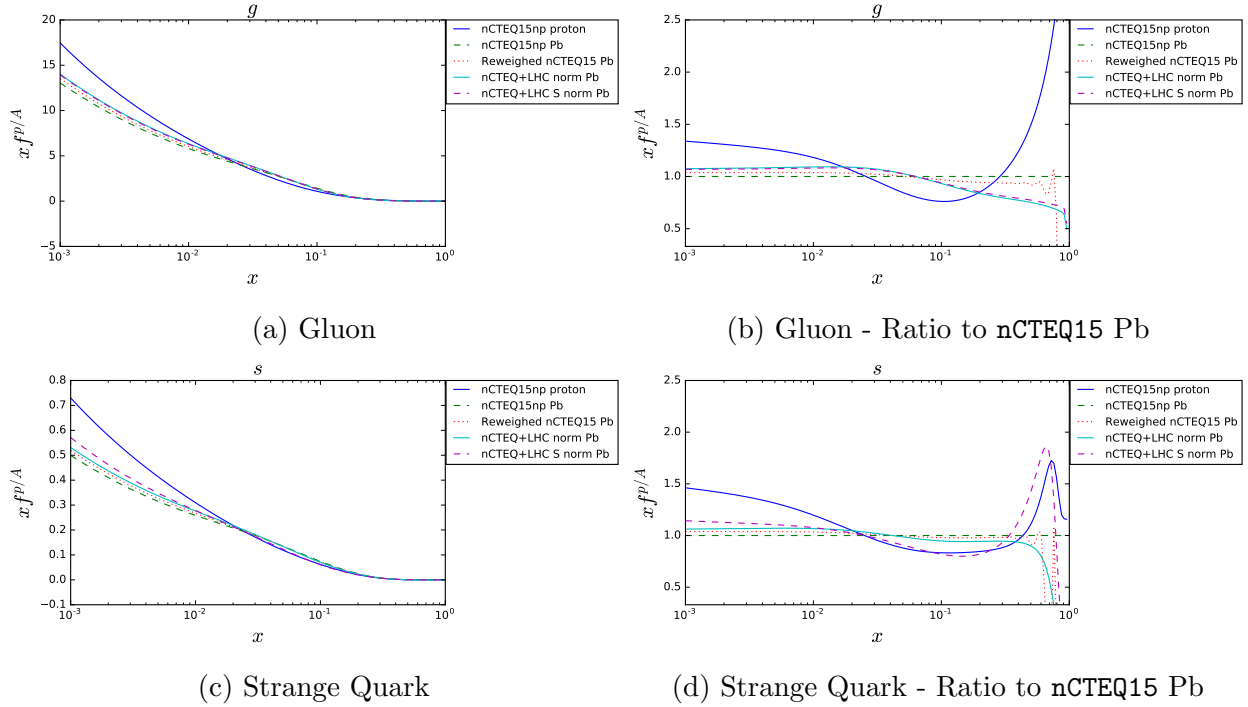 g
20
15
10
5
0
−5
x f^{p/A}
10^{-3}
10^{-2}
10^{-1}
10^{0}
x
nCTEQ15np proton
nCTEQ15np Pb
Reweighed nCTEQ15 Pb
nCTEQ+LHC norm Pb
nCTEQ+LHC S norm Pb
(a) Gluon
g
2.5
2.0
1.5
1.0
0.5
x f^{p/A}
10^{-3}
10^{-2}
10^{-1}
10^{0}
x
nCTEQ15np proton
nCTEQ15np Pb
Reweighed nCTEQ15 Pb
nCTEQ+LHC norm Pb
nCTEQ+LHC S norm Pb
(b) Gluon - Ratio to nCTEQ15 Pb
s
0.8
0.7
0.6
0.5
0.4
0.3
0.2
0.1
0.0
−0.1
x f^{p/A}
10^{-3}
10^{-2}
10^{-1}
10^{0}
x
nCTEQ15np proton
nCTEQ15np Pb
Reweighed nCTEQ15 Pb
nCTEQ+LHC norm Pb
nCTEQ+LHC S norm Pb
(c) Strange Quark
s
2.5
2.0
1.5
1.0
0.5
x f^{p/A}
10^{-3}
10^{-2}
10^{-1}
10^{0}
x
nCTEQ15np proton
nCTEQ15np Pb
Reweighed nCTEQ15 Pb
nCTEQ+LHC norm Pb
nCTEQ+LHC S norm Pb
(d) Strange Quark - Ratio to nCTEQ15 Pb